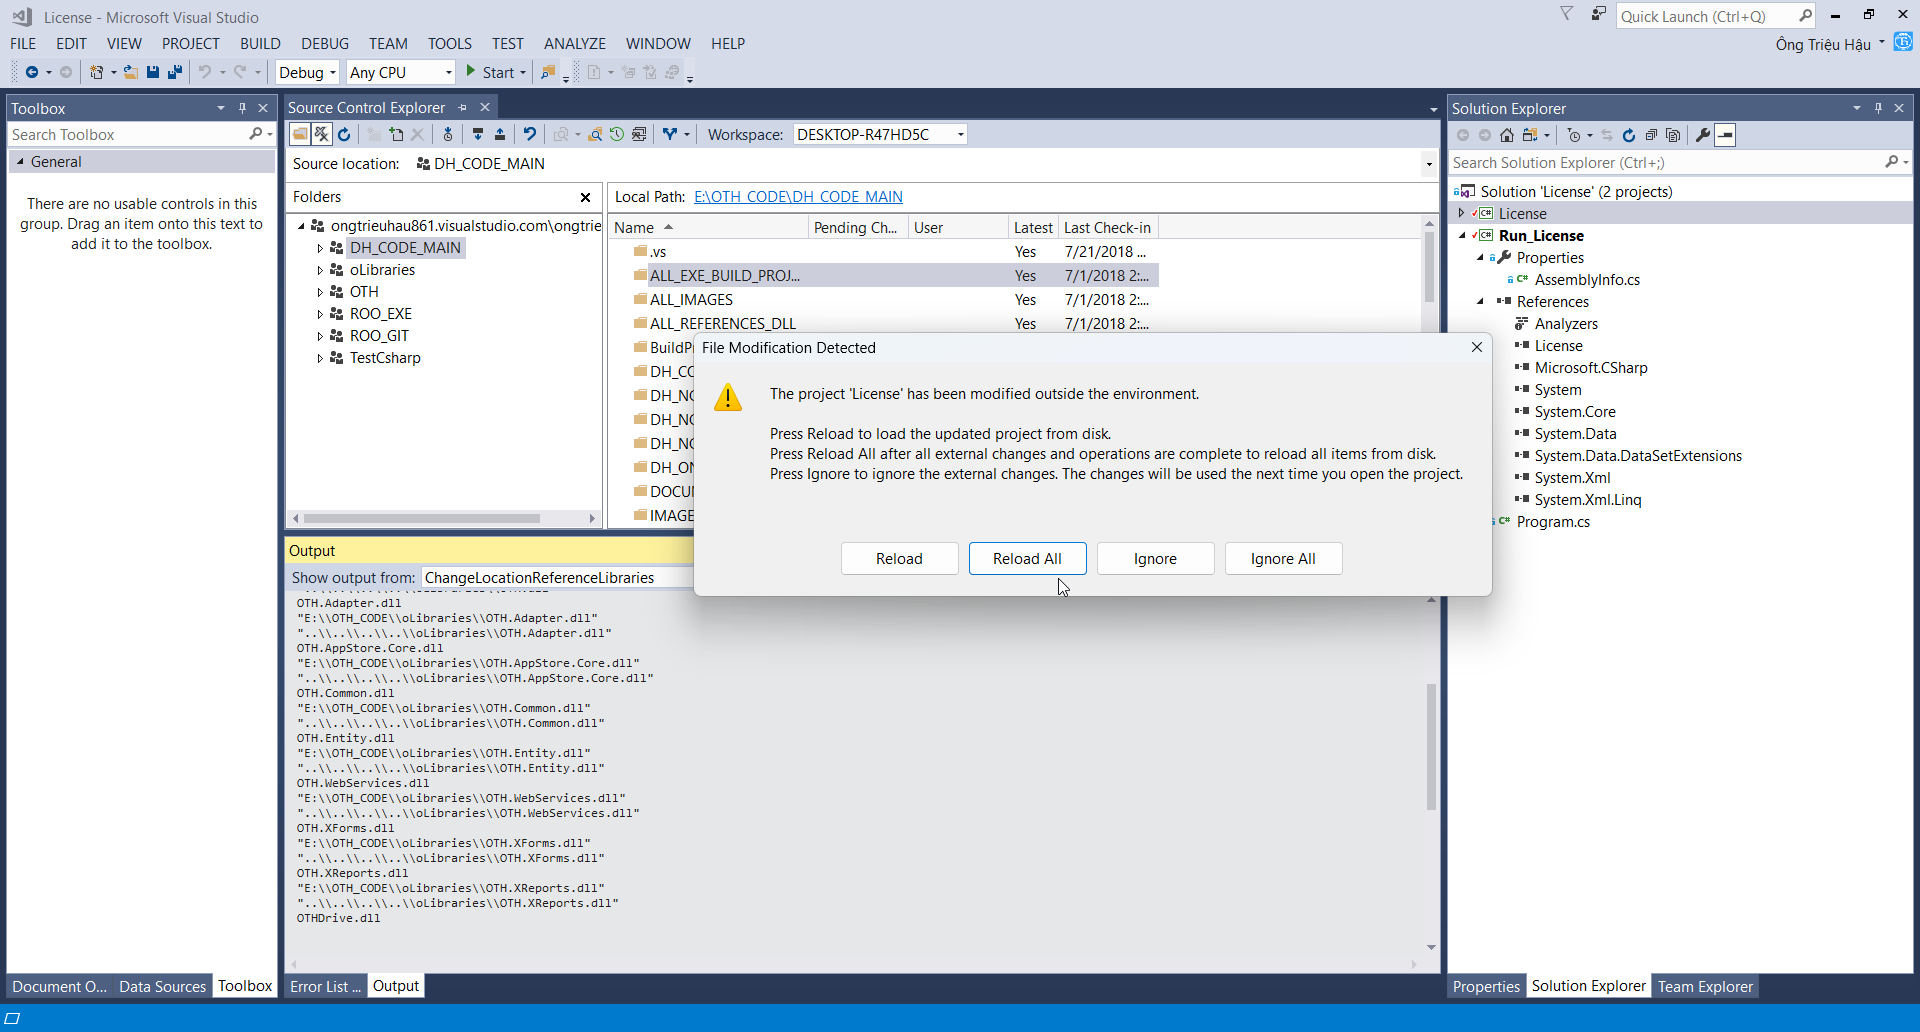 License - Microsoft Visual Studio
Quick Launch (Ctrl+Q)
FILE EDIT VIEW PROJECT BUILD DEBUG TEAM TOOLS TEST ANALYZE WINDOW HELP
Ông Triệu Hậu
Debug Any CPU Start
Toolbox
Search Toolbox
General
There are no usable controls in this
group. Drag an item onto this text to
add it to the toolbox.
Source Control Explorer
Workspace: DESKTOP-R47HD5C
Source location: DH_CODE_MAIN
Folders
ongtrieuhau861.visualstudio.com\ongtrie
DH_CODE_MAIN
oLibraries
OTH
ROO_EXE
ROO_GIT
TestCsharp
Local Path: E:\OTH_CODE\DH_CODE_MAIN
Name Pending Ch... User Latest Last Check-in
.vs Yes 7/21/2018 ...
ALL_EXE_BUILD_PROJ... Yes 7/1/2018 2:...
ALL_IMAGES Yes 7/1/2018 2:...
ALL_REFERENCES_DLL Yes 7/1/2018 2:...
BuildP
DH_CO
DH_NO
DH_NO
DH_NO
DH_ON
DOCU
IMAGE
File Modification Detected
The project 'License' has been modified outside the environment.
Press Reload to load the updated project from disk.
Press Reload All after all external changes and operations are complete to reload all items from disk.
Press Ignore to ignore the external changes. The changes will be used the next time you open the project.
Reload Reload All Ignore Ignore All
Output
Show output from: ChangeLocationReferenceLibraries
OTH.Adapter.dll
"E:\\OTH_CODE\\oLibraries\\OTH.Adapter.dll"
"..\\..\\..\\..\\oLibraries\\OTH.Adapter.dll"
OTH.AppStore.Core.dll
"E:\\OTH_CODE\\oLibraries\\OTH.AppStore.Core.dll"
"..\\..\\..\\..\\oLibraries\\OTH.AppStore.Core.dll"
OTH.Common.dll
"E:\\OTH_CODE\\oLibraries\\OTH.Common.dll"
"..\\..\\..\\..\\oLibraries\\OTH.Common.dll"
OTH.Entity.dll
"E:\\OTH_CODE\\oLibraries\\OTH.Entity.dll"
"..\\..\\..\\..\\oLibraries\\OTH.Entity.dll"
OTH.WebServices.dll
"E:\\OTH_CODE\\oLibraries\\OTH.WebServices.dll"
"..\\..\\..\\..\\oLibraries\\OTH.WebServices.dll"
OTH.XForms.dll
"E:\\OTH_CODE\\oLibraries\\OTH.XForms.dll"
"..\\..\\..\\..\\oLibraries\\OTH.XForms.dll"
OTH.XReports.dll
"E:\\OTH_CODE\\oLibraries\\OTH.XReports.dll"
"..\\..\\..\\..\\oLibraries\\OTH.XReports.dll"
OTHDrive.dll
Solution Explorer
Search Solution Explorer (Ctrl+;)
Solution 'License' (2 projects)
License
Run_License
Properties
AssemblyInfo.cs
References
Analyzers
License
Microsoft.CSharp
System
System.Core
System.Data
System.Data.DataSetExtensions
System.Xml
System.Xml.Linq
Program.cs
Document O... Data Sources Toolbox
Error List ... Output
Properties Solution Explorer Team Explorer